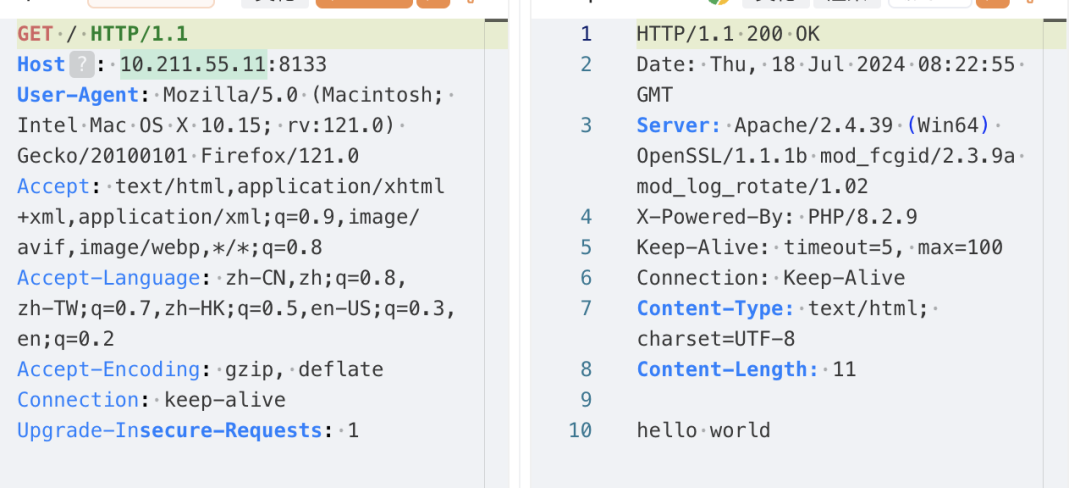 GET / HTTP/1.1
Host ? : 10.211.55.11:8133
User-Agent: Mozilla/5.0 (Macintosh;
Intel Mac OS X 10.15; rv:121.0)
Gecko/20100101 Firefox/121.0
Accept: text/html,application/xhtml
+xml,application/xml;q=0.9,image/
avif,image/webp,*/*;q=0.8
Accept-Language: zh-CN,zh;q=0.8,
zh-TW;q=0.7,zh-HK;q=0.5,en-US;q=0.3,
en;q=0.2
Accept-Encoding: gzip, deflate
Connection: keep-alive
Upgrade-Insecure-Requests: 1
1 HTTP/1.1 200 OK
2 Date: Thu, 18 Jul 2024 08:22:55
GMT
3 Server: Apache/2.4.39 (Win64)
OpenSSL/1.1.1b mod_fcgid/2.3.9a
mod_log_rotate/1.02
4 X-Powered-By: PHP/8.2.9
5 Keep-Alive: timeout=5, max=100
6 Connection: Keep-Alive
7 Content-Type: text/html;
charset=UTF-8
8 Content-Length: 11
9
10 hello world